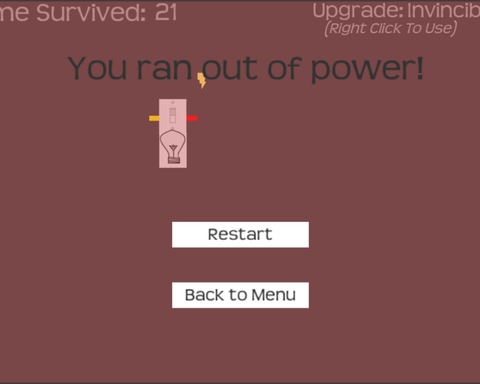 me Survived: 21
Upgrade: Invincib
(Right Click To Use)
You ran out of power!
Restart
Back to Menu